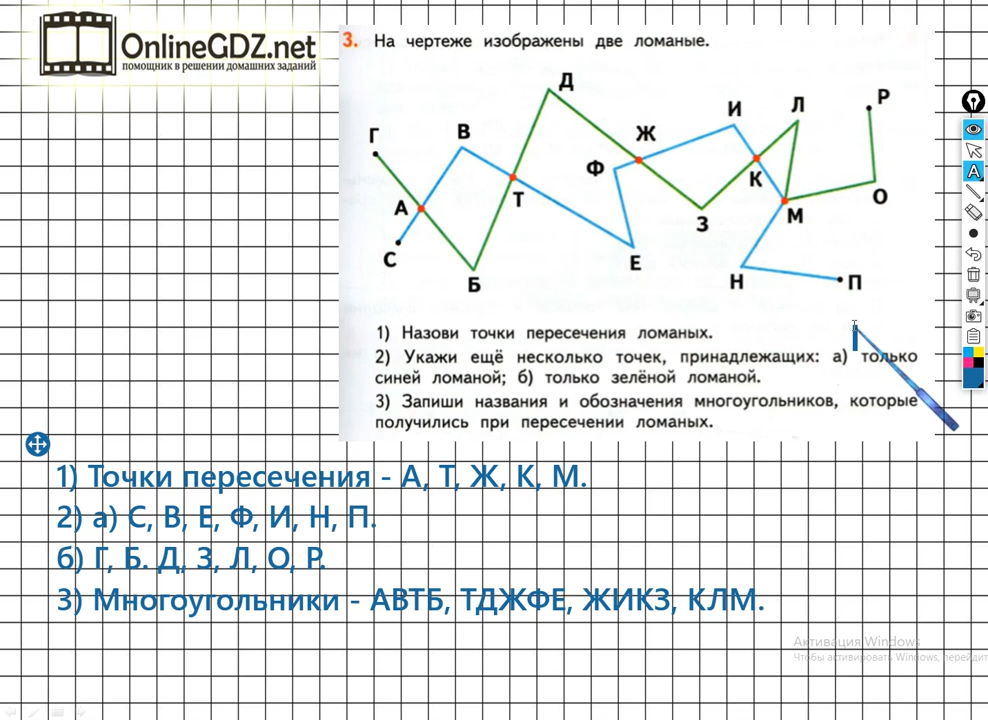 OnlineGDZ.net
помощник в решении домашних заданий
3. На чертеже изображены две ломаные.
Д
Р
Л
И
В
Ж
Г
Ф
К
Т
А
О
М
З
С
Е
Б
Н
П
1) Назови точки пересечения ломаных.
2) Укажи ещё несколько точек, принадлежащих: а) только
синей ломаной; б) только зелёной ломаной.
3) Запиши названия и обозначения многоугольников, которые
получились при пересечении ломаных.
1) Точки пересечения - А, Т, Ж, К, М.
2) а) С, В, Е, Ф, И, Н, П.
б) Г, Б. Д, З, Л, О, Р.
3) Многоугольники - АВТБ, ТДЖФЕ, ЖИКЗ, КЛМ.
Активация Windows
Чтобы активировать Windows, перейдит
A